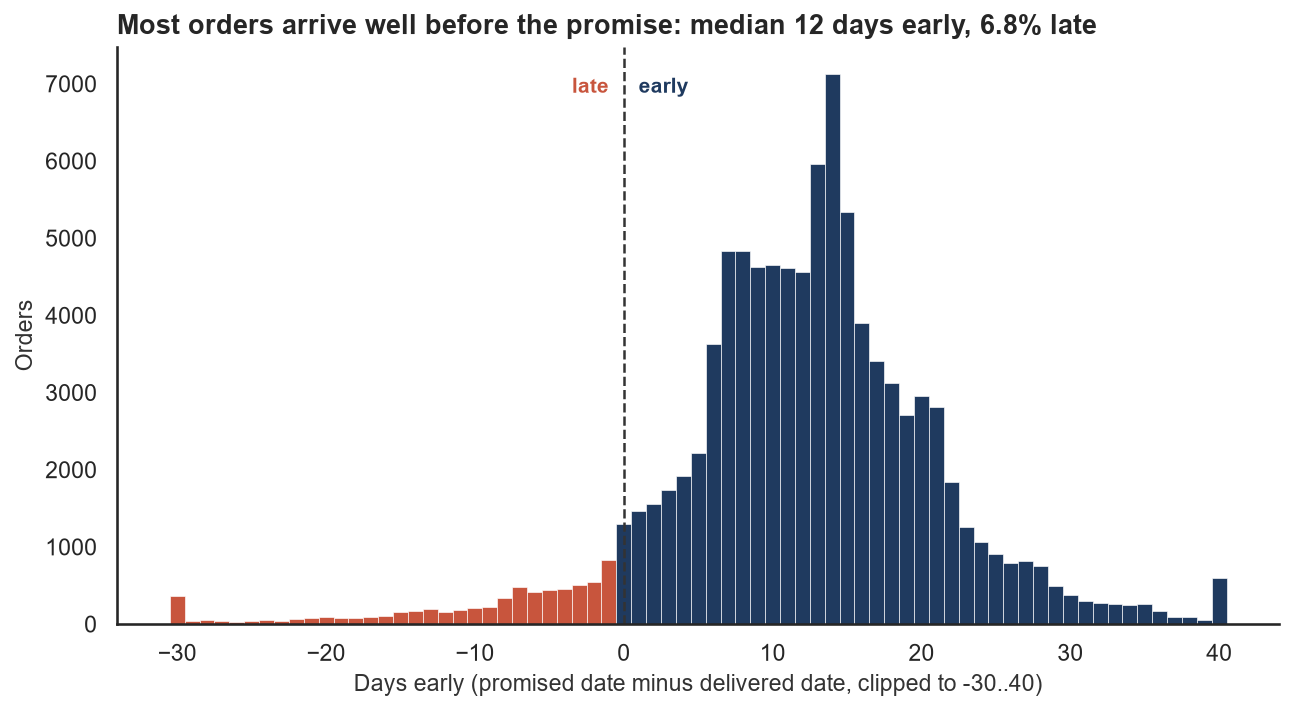 Most orders arrive well before the promise: median 12 days early, 6.8% late
late early
7000
6000
5000
4000
3000
2000
1000
0
Orders
−30 −20 −10 0 10 20 30 40
Days early (promised date minus delivered date, clipped to -30..40)